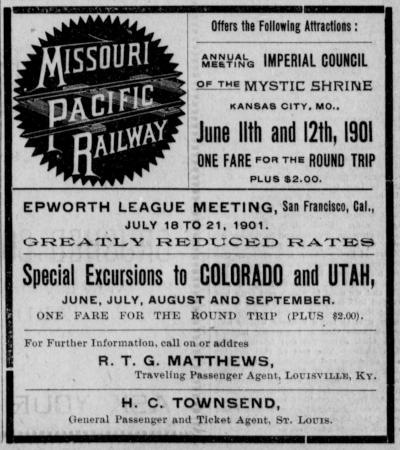 MISSOURI
PACIFIC
RAILWAY
Offers the Following Attractions :
ANNUAL MEETING IMPERIAL COUNCIL
OF THE MYSTIC SHRINE
KANSAS CITY, MO..
June 11th and 12th, 1901
ONE FARE FOR THE ROUND TRIP
PLUS $2.00.
EPWORTH LEAGUE MEETING, San Francisco, Cal.,
JULY 18 TO 21, 1901.
GREATLY REDUCED RATES
Special Excursions to COLORADO and UTAH,
JUNE, JULY, AUGUST AND SEPTEMBER.
ONE FARE FOR THE ROUND TRIP (PLUS $2.00).
For Further Information, call on or addres
R. T. G. MATTHEWS,
Traveling Passenger Agent, LOUISVILLE, KY.
H. C. TOWNSEND,
General Passenger and Ticket Agent, ST. LOUIS.